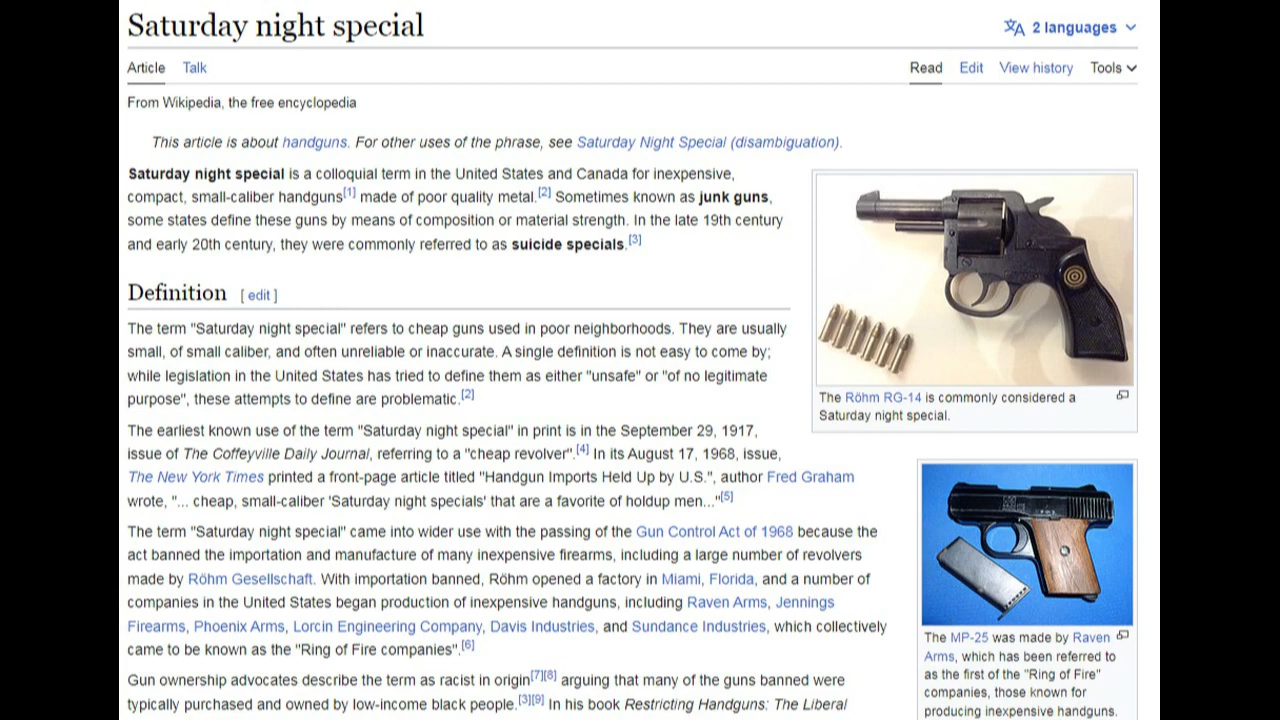 Saturday night special
2 languages
Article Talk
Read Edit View history Tools
From Wikipedia, the free encyclopedia
This article is about handguns. For other uses of the phrase, see Saturday Night Special (disambiguation).
Saturday night special is a colloquial term in the United States and Canada for inexpensive,
compact, small-caliber handguns[1] made of poor quality metal.[2] Sometimes known as junk guns,
some states define these guns by means of composition or material strength. In the late 19th century
and early 20th century, they were commonly referred to as suicide specials.[3]
Definition [ edit ]
The term "Saturday night special" refers to cheap guns used in poor neighborhoods. They are usually
small, of small caliber, and often unreliable or inaccurate. A single definition is not easy to come by;
while legislation in the United States has tried to define them as either "unsafe" or "of no legitimate
purpose", these attempts to define are problematic.[2]
The earliest known use of the term "Saturday night special" in print is in the September 29, 1917,
issue of The Coffeyville Daily Journal, referring to a "cheap revolver".[4] In its August 17, 1968, issue,
The New York Times printed a front-page article titled "Handgun Imports Held Up by U.S.", author Fred Graham
wrote, "... cheap, small-caliber 'Saturday night specials' that are a favorite of holdup men..."[5]
The term "Saturday night special" came into wider use with the passing of the Gun Control Act of 1968 because the
act banned the importation and manufacture of many inexpensive firearms, including a large number of revolvers
made by Röhm Gesellschaft. With importation banned, Röhm opened a factory in Miami, Florida, and a number of
companies in the United States began production of inexpensive handguns, including Raven Arms, Jennings
Firearms, Phoenix Arms, Lorcin Engineering Company, Davis Industries, and Sundance Industries, which collectively
came to be known as the "Ring of Fire companies".[6]
Gun ownership advocates describe the term as racist in origin[7][8] arguing that many of the guns banned were
typically purchased and owned by low-income black people.[3][9] In his book Restricting Handguns: The Liberal
The Röhm RG-14 is commonly considered a
Saturday night special.
The MP-25 was made by Raven
Arms, which has been referred to
as the first of the "Ring of Fire"
companies, those known for
producing inexpensive handguns.